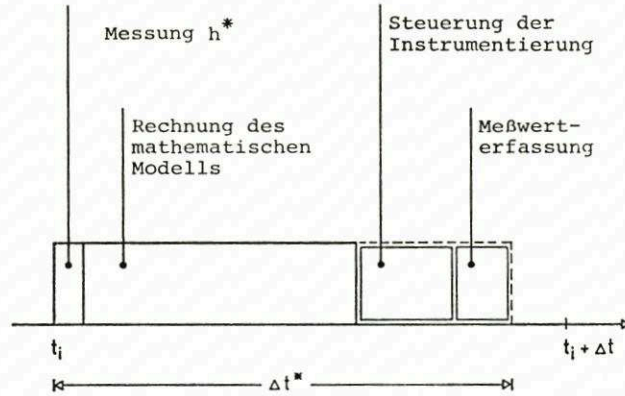 Messung h*
Steuerung der
Instrumentierung
Rechnung des
mathematischen
Modells
Meßwert-
erfassung
tᵢ
tᵢ + Δt
Δt*